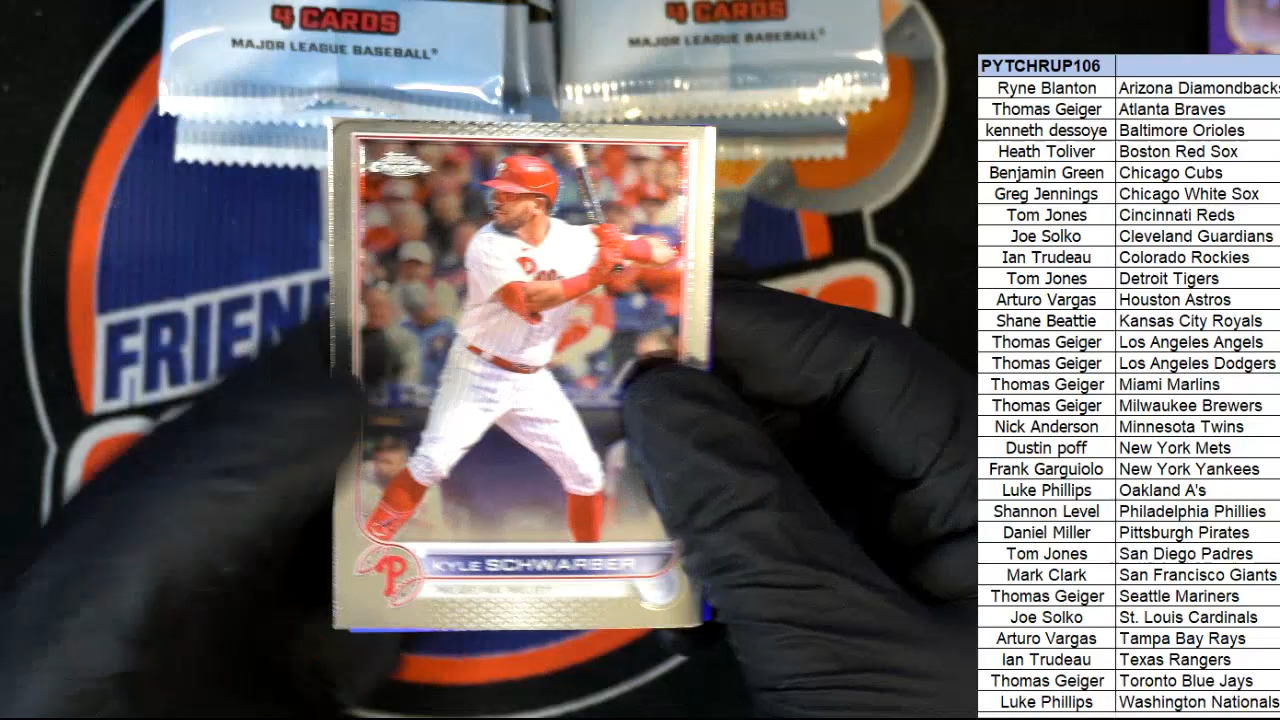 4 CARDS
MAJOR LEAGUE BASEBALL®
4 CARDS
MAJOR LEAGUE BASEBALL®
FRIEN
P
KYLE SCHWARBER
PYTCHRUP106
Ryne Blanton Arizona Diamondbacks
Thomas Geiger Atlanta Braves
kenneth dessoye Baltimore Orioles
Heath Toliver Boston Red Sox
Benjamin Green Chicago Cubs
Greg Jennings Chicago White Sox
Tom Jones Cincinnati Reds
Joe Solko Cleveland Guardians
Ian Trudeau Colorado Rockies
Tom Jones Detroit Tigers
Arturo Vargas Houston Astros
Shane Beattie Kansas City Royals
Thomas Geiger Los Angeles Angels
Thomas Geiger Los Angeles Dodgers
Thomas Geiger Miami Marlins
Thomas Geiger Milwaukee Brewers
Nick Anderson Minnesota Twins
Dustin poff New York Mets
Frank Garguiolo New York Yankees
Luke Phillips Oakland A's
Shannon Level Philadelphia Phillies
Daniel Miller Pittsburgh Pirates
Tom Jones San Diego Padres
Mark Clark San Francisco Giants
Thomas Geiger Seattle Mariners
Joe Solko St. Louis Cardinals
Arturo Vargas Tampa Bay Rays
Ian Trudeau Texas Rangers
Thomas Geiger Toronto Blue Jays
Luke Phillips Washington Nationals